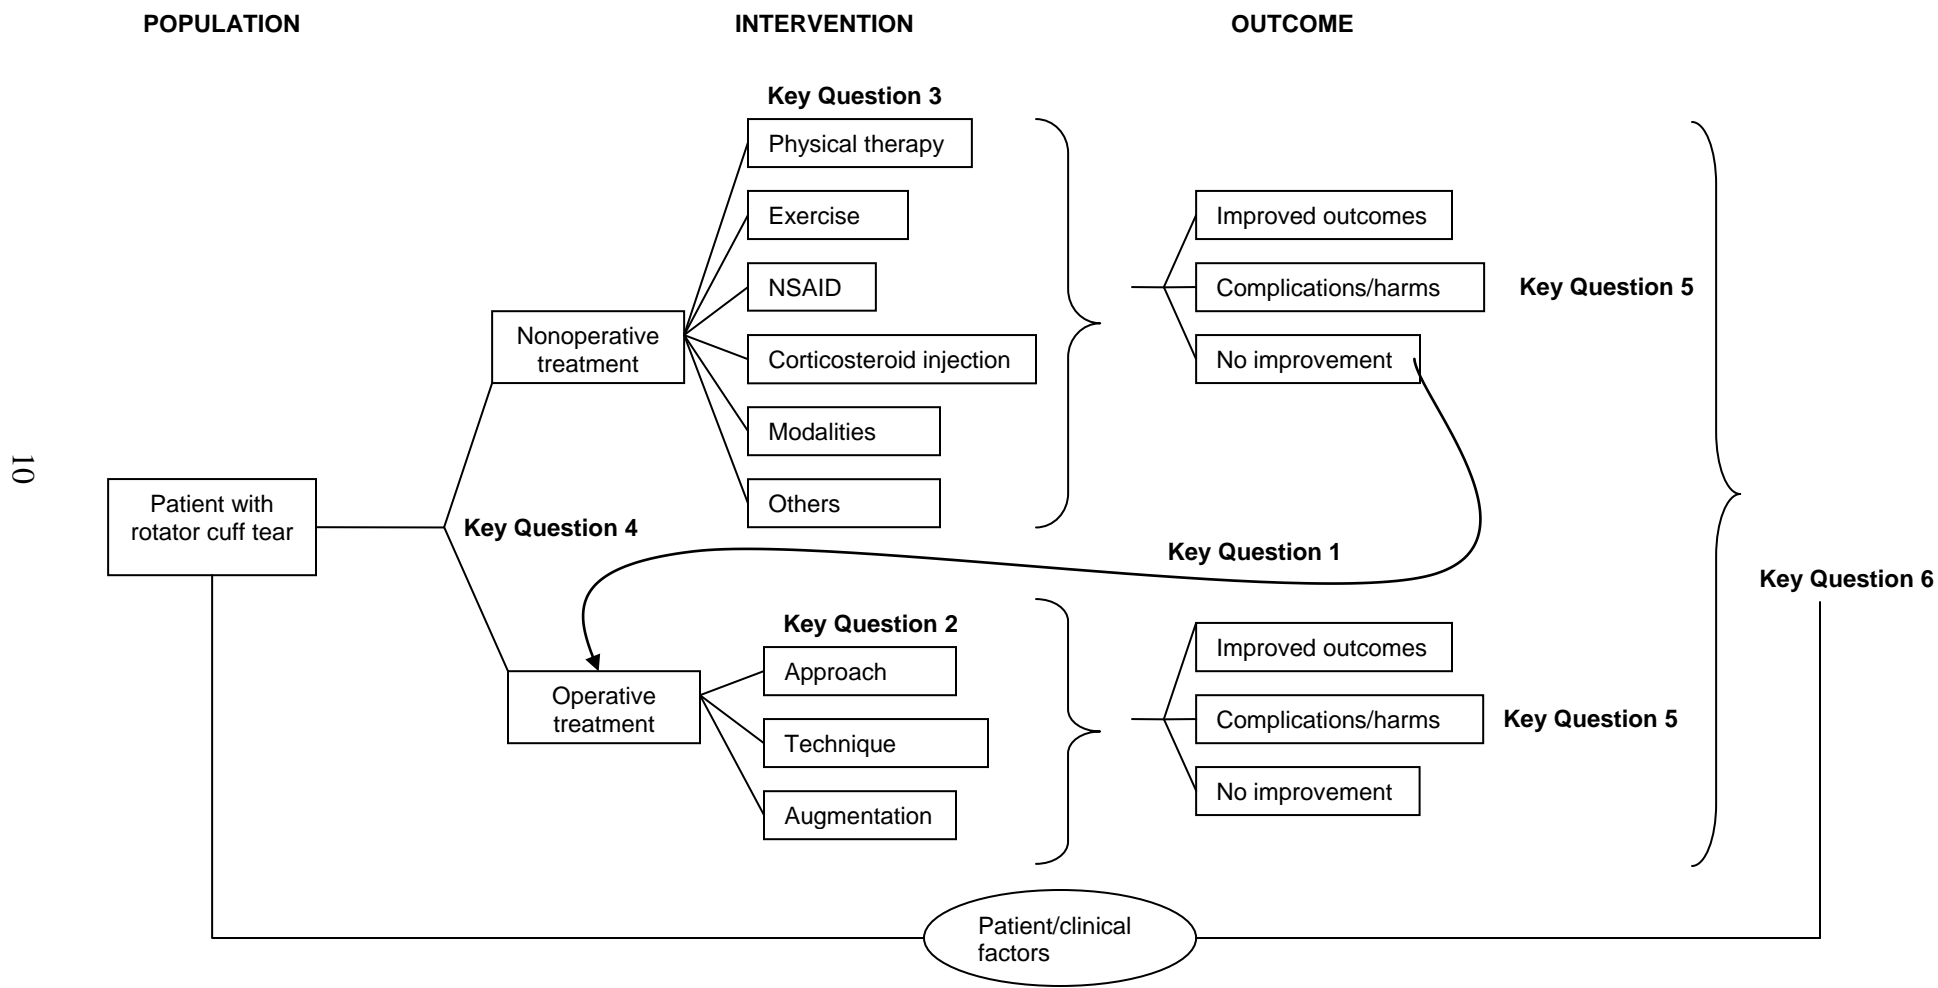 POPULATION
INTERVENTION
OUTCOME
Key Question 3
Physical therapy
Exercise
NSAID
Corticosteroid injection
Modalities
Others
Nonoperative
treatment
Improved outcomes
Complications/harms
Key Question 5
No improvement
10
Patient with
rotator cuff tear
Key Question 4
Key Question 1
Key Question 6
Key Question 2
Approach
Technique
Augmentation
Operative
treatment
Improved outcomes
Complications/harms
Key Question 5
No improvement
Patient/clinical
factors